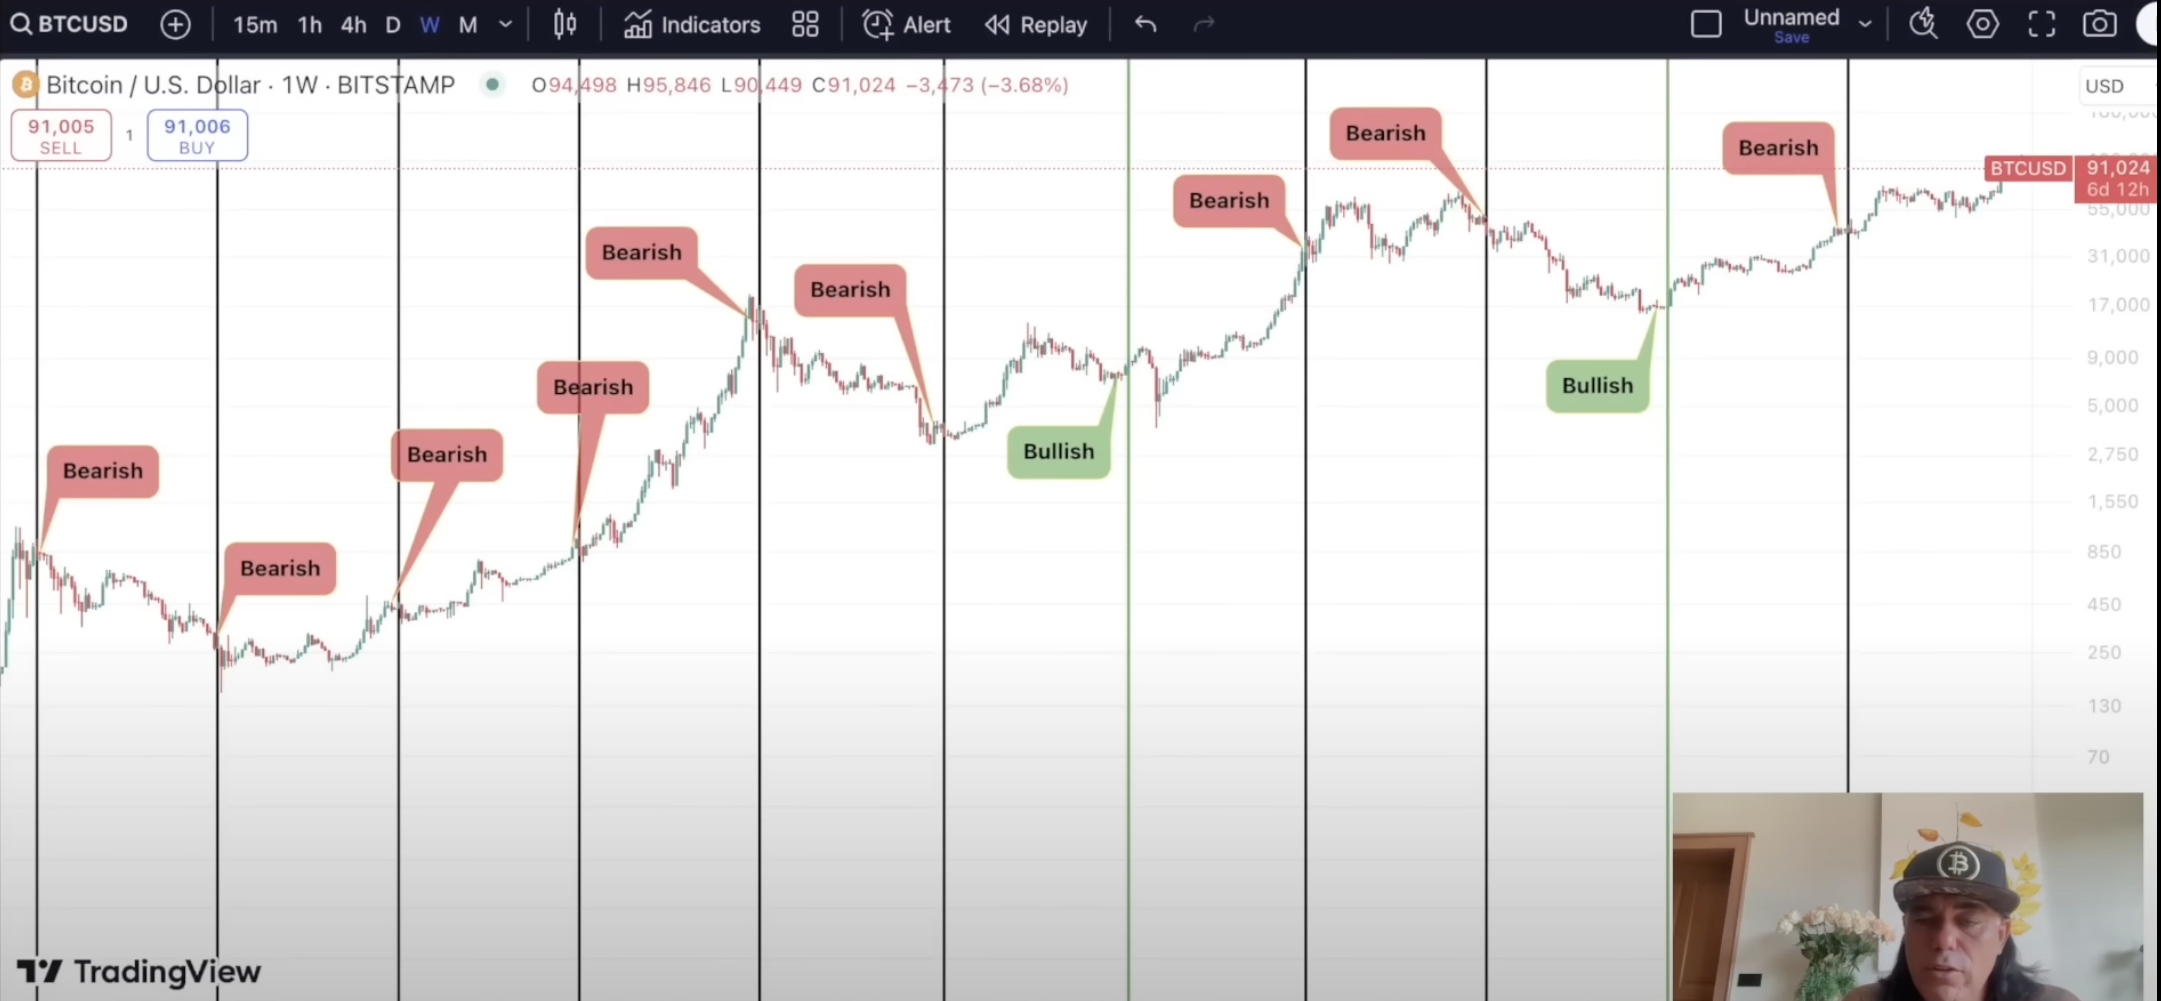 BTCUSD 15m 1h 4h D W M Indicators Alert Replay Unnamed
Save
Bitcoin / U.S. Dollar · 1W · BITSTAMP O94,498 H95,846 L90,449 C91,024 −3,473 (−3.68%) USD
91,005 1 91,006
SELL BUY
Bearish
Bearish
Bearish
Bearish
Bearish
Bearish
Bullish
Bearish
Bearish
Bullish
Bearish
BTCUSD 91,024
6d 12h
55,000
31,000
17,000
9,000
5,000
2,750
1,550
850
450
250
130
70
TradingView